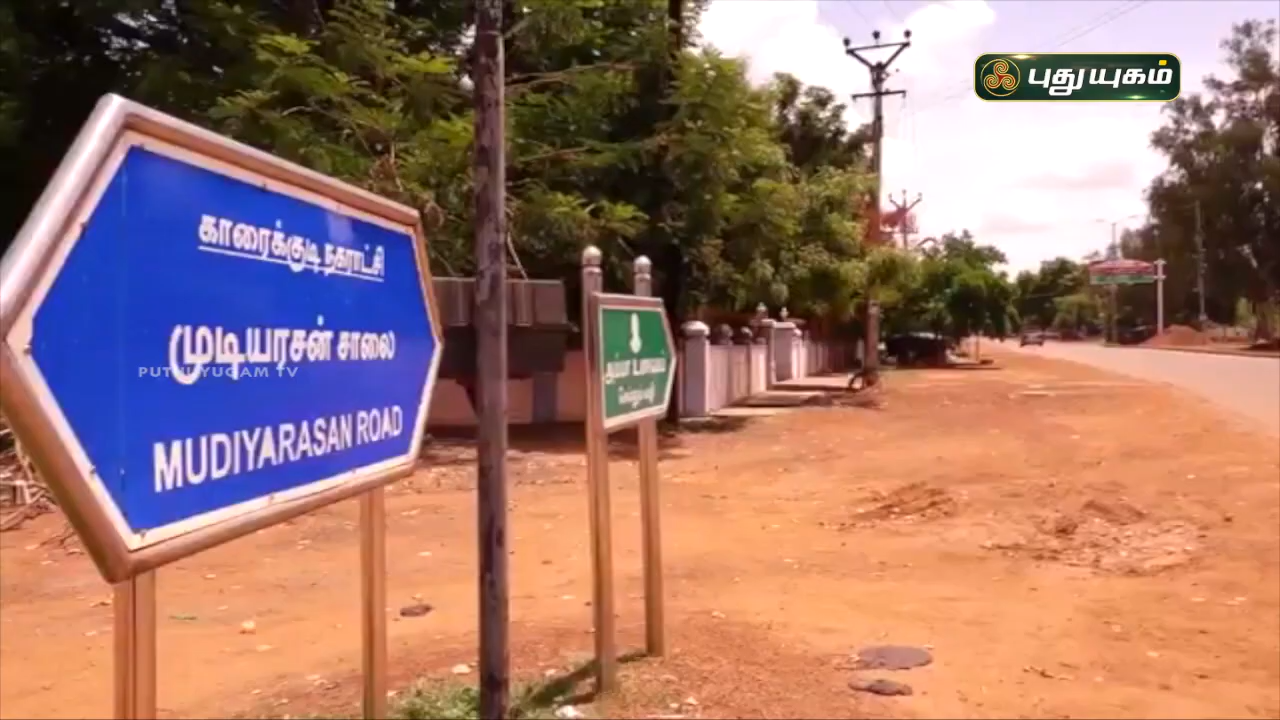 புதுயுகம்
காரைக்குடி நகராட்சி
முடியரசன் சாலை
PUTHUYUGAM TV
MUDIYARASAN ROAD